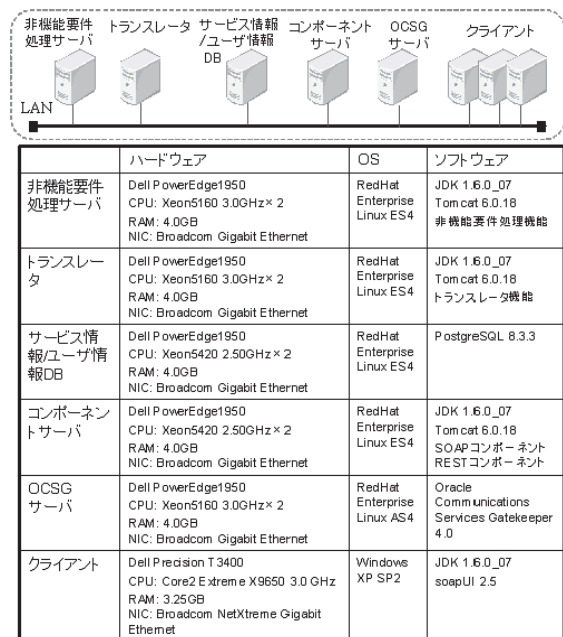 非機能要件
処理サーバ
トランスレータ
サービス情報
/ユーザ情報
DB
コンポーネント
サーバ
OCSG
サーバ
クライアント
LAN
ハードウェア
OS
ソフトウェア
非機能要件
処理サーバ
Dell PowerEdge1950
CPU: Xeon5160 3.0GHz×2
RAM: 4.0GB
NIC: Broadcom Gigabit Ethernet
RedHat
Enterprise
Linux ES4
JDK 1.6.0_07
Tomcat 6.0.18
非機能要件処理機能
トランスレー
タ
Dell PowerEdge1950
CPU: Xeon5160 3.0GHz×2
RAM: 4.0GB
NIC: Broadcom Gigabit Ethernet
RedHat
Enterprise
Linux ES4
JDK 1.6.0_07
Tomcat 6.0.18
トランスレータ機能
サービス情
報/ユーザ情
報DB
Dell PowerEdge1950
CPU: Xeon5420 2.50GHz×2
RAM: 4.0GB
NIC: Broadcom Gigabit Ethernet
RedHat
Enterprise
Linux ES4
PostgreSQL 8.3.3
コンポーネン
トサーバ
Dell PowerEdge1950
CPU: Xeon5420 2.50GHz×2
RAM: 4.0GB
NIC: Broadcom Gigabit Ethernet
RedHat
Enterprise
Linux ES4
JDK 1.6.0_07
Tomcat 6.0.18
SOAPコンポーネント
RESTコンポーネント
OCSG
サーバ
Dell PowerEdge1950
CPU: Xeon5160 3.0GHz×2
RAM: 4.0GB
NIC: Broadcom Gigabit Ethernet
RedHat
Enterprise
Linux AS4
Oracle
Communications
Services Gatekeeper
4.0
クライアント
Dell Precision T3400
CPU: Core2 Extreme X9650 3.0 GHz
RAM: 3.25GB
NIC: Broadcom NetXtreme Gigabit
Ethernet
Windows
XP SP2
JDK 1.6.0_07
soapUI 2.5